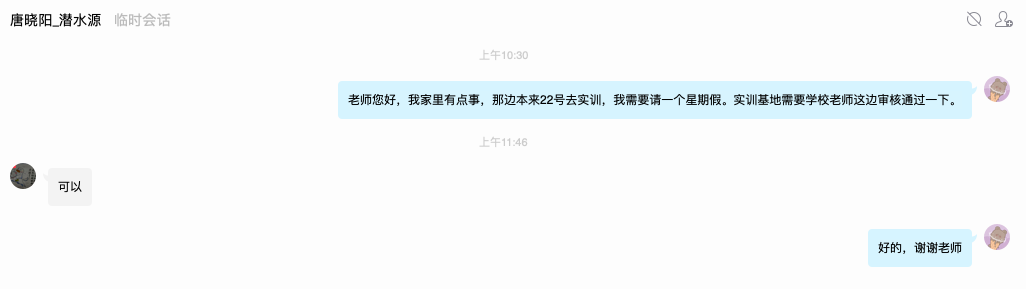 唐晓阳_潜水源 临时会话
上午10:30
老师您好，我家里有点事，那边本来22号去实训，我需要请一个星期假。实训基地需要学校老师这边审核通过一下。
上午11:46
可以
好的，谢谢老师